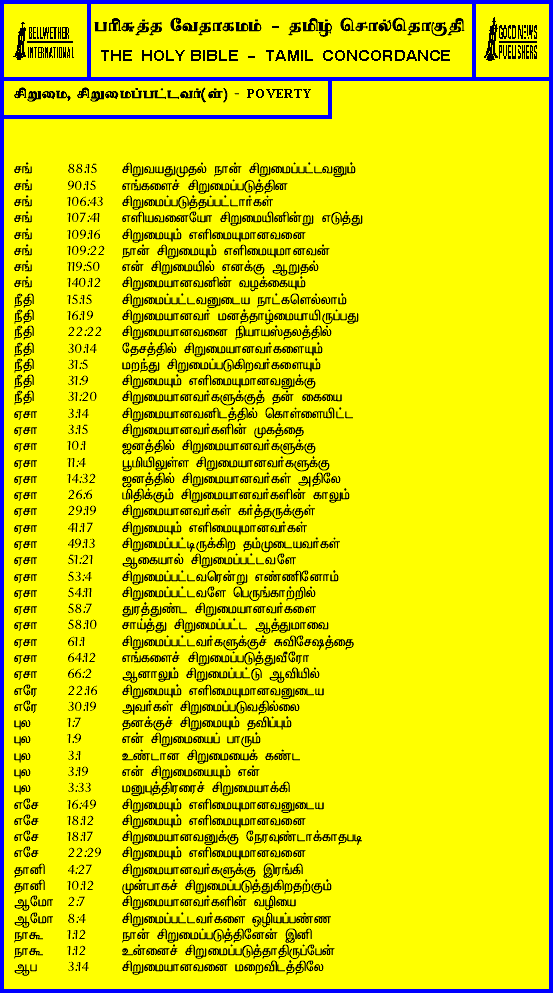 BELLWETHER
INTERNATIONAL
பரிசுத்த வேதாகமம் - தமிழ் சொல்தொகுதி
THE HOLY BIBLE - TAMIL CONCORDANCE
GOOD NEWS
PUBLISHERS
சிறுமை, சிறுமைப்பட்டவர்(ள்) - POVERTY
சங் 88:15 சிறுவயதுமுதல் நான் சிறுமைப்பட்டவனும்
சங் 90:15 எங்களைச் சிறுமைப்படுத்தின
சங் 106:43 சிறுமைப்படுத்தப்பட்டார்கள்
சங் 107:41 எளியவனையோ சிறுமையினின்று எடுத்து
சங் 109:16 சிறுமையும் எளிமையுமானவனை
சங் 109:22 நான் சிறுமையும் எளிமையுமானவன்
சங் 119:50 என் சிறுமையில் எனக்கு ஆறுதல்
சங் 140:12 சிறுமையானவனின் வழக்கையும்
நீதி 15:15 சிறுமைப்பட்டவனுடைய நாட்களெல்லாம்
நீதி 16:19 சிறுமையானவர் மனத்தாழ்மையாயிருப்பது
நீதி 22:22 சிறுமையானவனை நியாயஸ்தலத்தில்
நீதி 30:14 தேசத்தில் சிறுமையானவர்களையும்
நீதி 31:5 மறந்து சிறுமைப்படுகிறவர்களையும்
நீதி 31:9 சிறுமையும் எளிமையுமானவனுக்கு
நீதி 31:20 சிறுமையானவர்களுக்குத் தன் கையை
ஏசா 3:14 சிறுமையானவனிடத்தில் கொள்ளையிட்ட
ஏசா 3:15 சிறுமையானவர்களின் முகத்தை
ஏசா 10:1 ஜனத்தில் சிறுமையானவர்களுக்கு
ஏசா 11:4 பூமியிலுள்ள சிறுமையானவர்களுக்கு
ஏசா 14:32 ஜனத்தில் சிறுமையானவர்கள் அதிலே
ஏசா 26:6 மிதிக்கும் சிறுமையானவர்களின் காலும்
ஏசா 29:19 சிறுமையானவர்கள் கர்த்தருக்குள்
ஏசா 41:17 சிறுமையும் எளிமையுமானவர்கள்
ஏசா 49:13 சிறுமைப்பட்டிருக்கிற தம்முடையவர்கள்
ஏசா 51:21 ஆகையால் சிறுமைப்பட்டவளே
ஏசா 53:4 சிறுமைப்பட்டவரென்று எண்ணினோம்
ஏசா 54:11 சிறுமைப்பட்டவளே பெருங்காற்றில்
ஏசா 58:7 துரத்துண்ட சிறுமையானவர்களை
ஏசா 58:10 சாய்த்து சிறுமைப்பட்ட ஆத்துமாவை
ஏசா 61:1 சிறுமைப்பட்டவர்களுக்குச் சுவிசேஷத்தை
ஏசா 64:12 எங்களைச் சிறுமைப்படுத்துவீரோ
ஏசா 66:2 ஆனாலும் சிறுமைப்பட்டு ஆவியில்
எரே 22:16 சிறுமையும் எளிமையுமானவனுடைய
எரே 30:19 அவர்கள் சிறுமைப்படுவதில்லை
புல 1:7 தனக்குச் சிறுமையும் தவிப்பும்
புல 1:9 என் சிறுமையைப் பாரும்
புல 3:1 உண்டான சிறுமையைக் கண்ட
புல 3:19 என் சிறுமையையும் என்
புல 3:33 மனுபுத்திரரைச் சிறுமையாக்கி
எசே 16:49 சிறுமையும் எளிமையுமானவனுடைய
எசே 18:12 சிறுமையும் எளிமையுமானவனை
எசே 18:17 சிறுமையானவனுக்கு நேரவுண்டாக்காதபடி
எசே 22:29 சிறுமையும் எளிமையுமானவனை
தானி 4:27 சிறுமையானவர்களுக்கு இரங்கி
தானி 10:12 முன்பாகச் சிறுமைப்படுத்துகிறதற்கும்
ஆமோ 2:7 சிறுமையானவர்களின் வழியை
ஆமோ 8:4 சிறுமைப்பட்டவர்களை ஒழியப்பண்ண
நாகூ 1:12 நான் சிறுமைப்படுத்தினேன் இனி
நாகூ 1:12 உன்னைச் சிறுமைப்படுத்தாதிருப்பேன்
ஆப 3:14 சிறுமையானவனை மறைவிடத்திலே